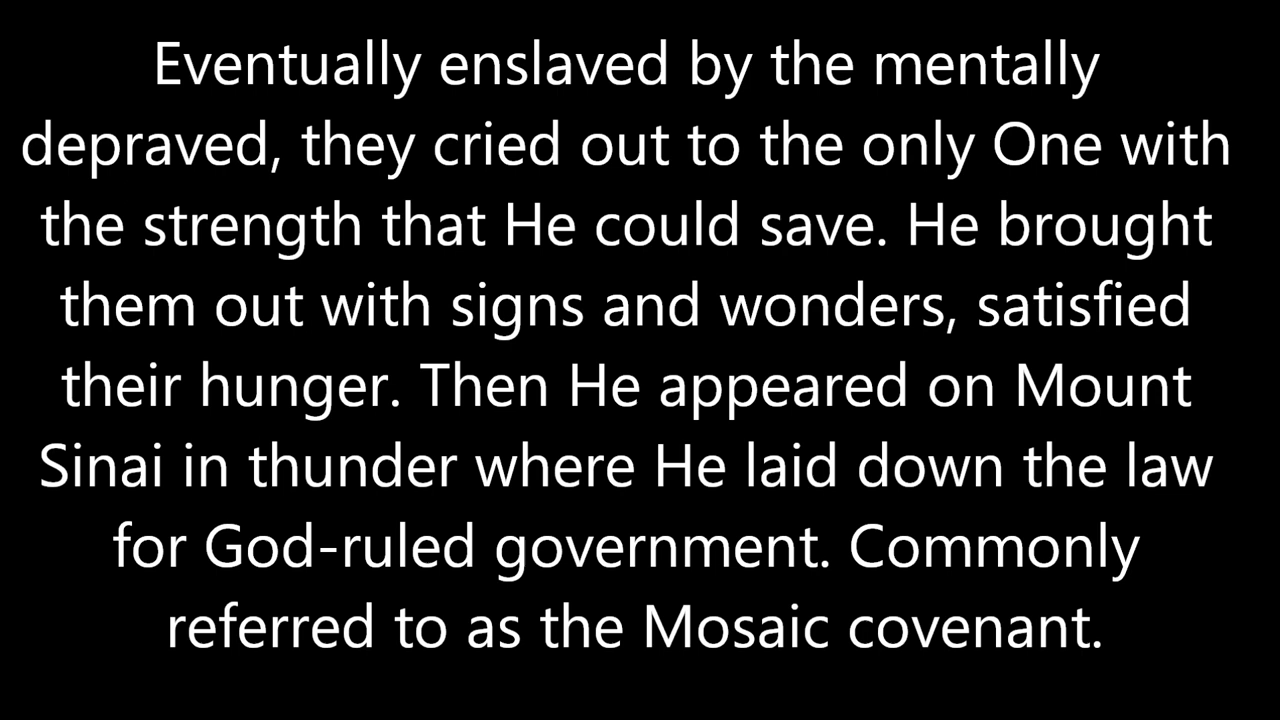 Eventually enslaved by the mentally
depraved, they cried out to the only One with
the strength that He could save. He brought
them out with signs and wonders, satisfied
their hunger. Then He appeared on Mount
Sinai in thunder where He laid down the law
for God-ruled government. Commonly
referred to as the Mosaic covenant.